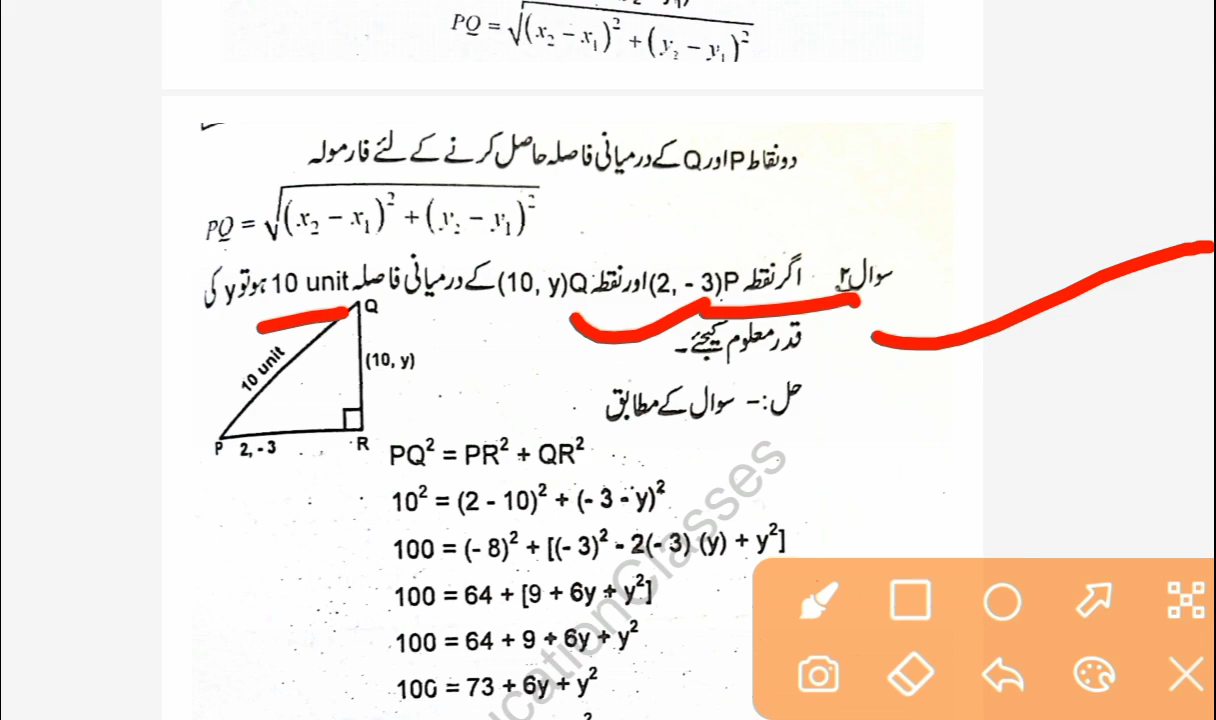 PQ = √(x₂ - x₁)² + (y₂ - y₁)²
دو نقاط P اور Q کے درمیانی فاصلہ حاصل کرنے کے لئے فارمولہ
PQ = √(x₂ - x₁)² + (y₂ - y₁)²
سوال ۲ اگر نقطہ P(2, - 3) اور نقطہ Q(10, y) کے درمیانی فاصلہ 10 unit ہو تو y کی
قدر معلوم کیجئے۔
Q
10 unit
(10, y)
P 2, -3 R
حل :- سوال کے مطابق
PQ² = PR² + QR²
10² = (2 - 10)² + (- 3 - y)²
100 = (- 8)² + [(- 3)² - 2(- 3) (y) + y²]
100 = 64 + [9 + 6y + y²]
100 = 64 + 9 + 6y + y²
100 = 73 + 6y + y²
ucationClasses